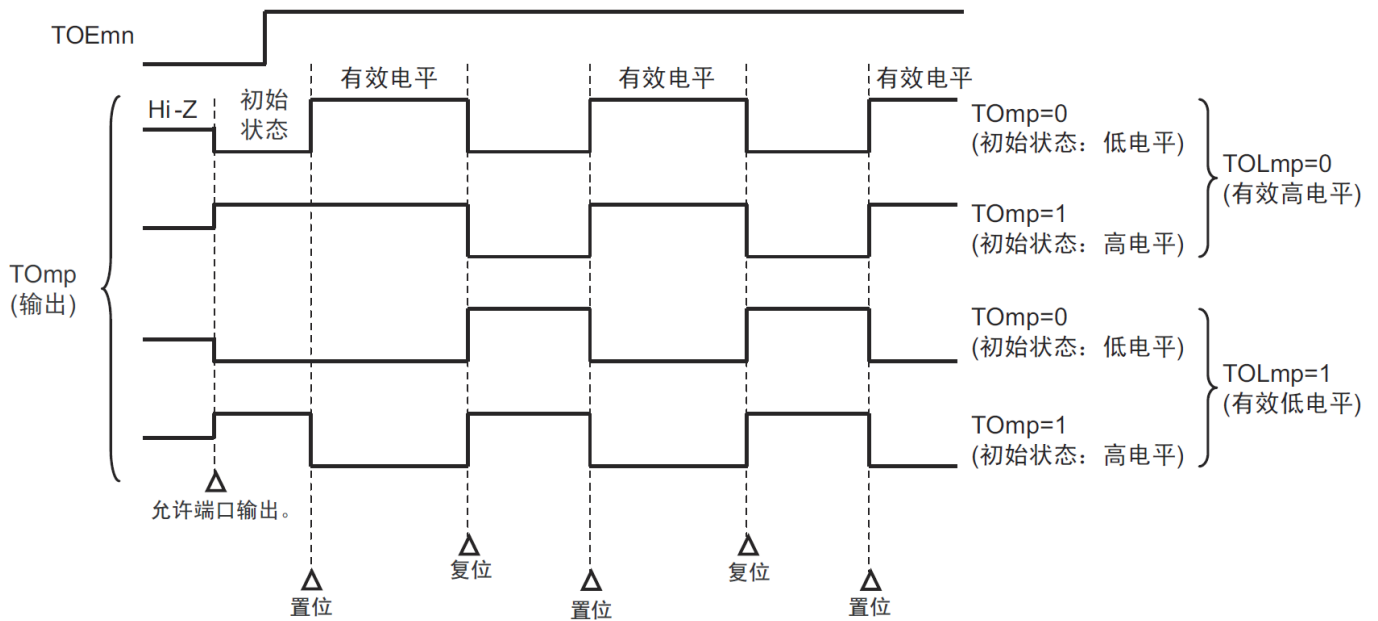 TOEmn
有效电平
有效电平
有效电平
Hi-Z
初始
状态
TOmp=0
(初始状态：低电平)
TOLmp=0
(有效高电平)
TOmp=1
(初始状态：高电平)
TOmp
(输出)
TOmp=0
(初始状态：低电平)
TOLmp=1
(有效低电平)
TOmp=1
(初始状态：高电平)
允许端口输出。
复位
复位
置位
置位
置位